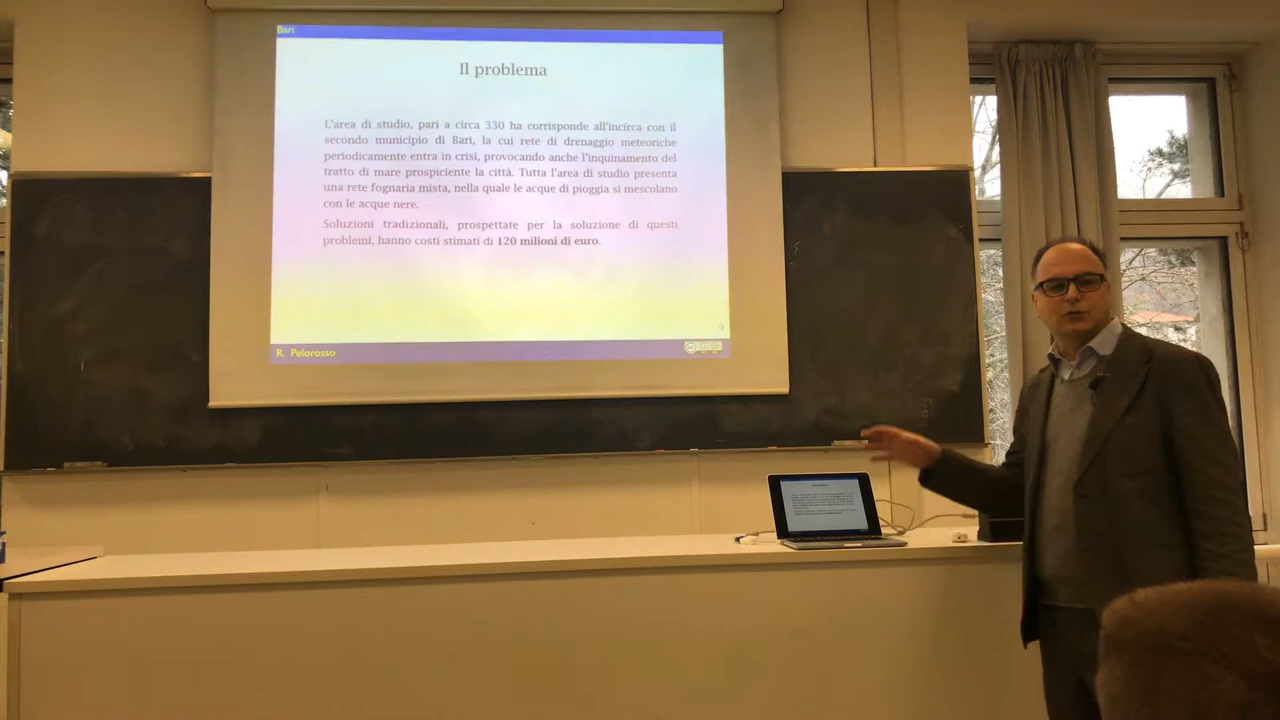 Bari
Il problema
L'area di studio, pari a circa 330 ha corrisponde all'incirca con il
secondo municipio di Bari, la cui rete di drenaggio meteoriche
periodicamente entra in crisi, provocando anche l'inquinamento del
tratto di mare prospiciente la città. Tutta l'area di studio presenta
una rete fognaria mista, nella quale le acque di pioggia si mescolano
con le acque nere.
Soluzioni tradizionali, prospettate per la soluzione di questi
problemi, hanno costi stimati di 120 milioni di euro.
R. Pelorosso